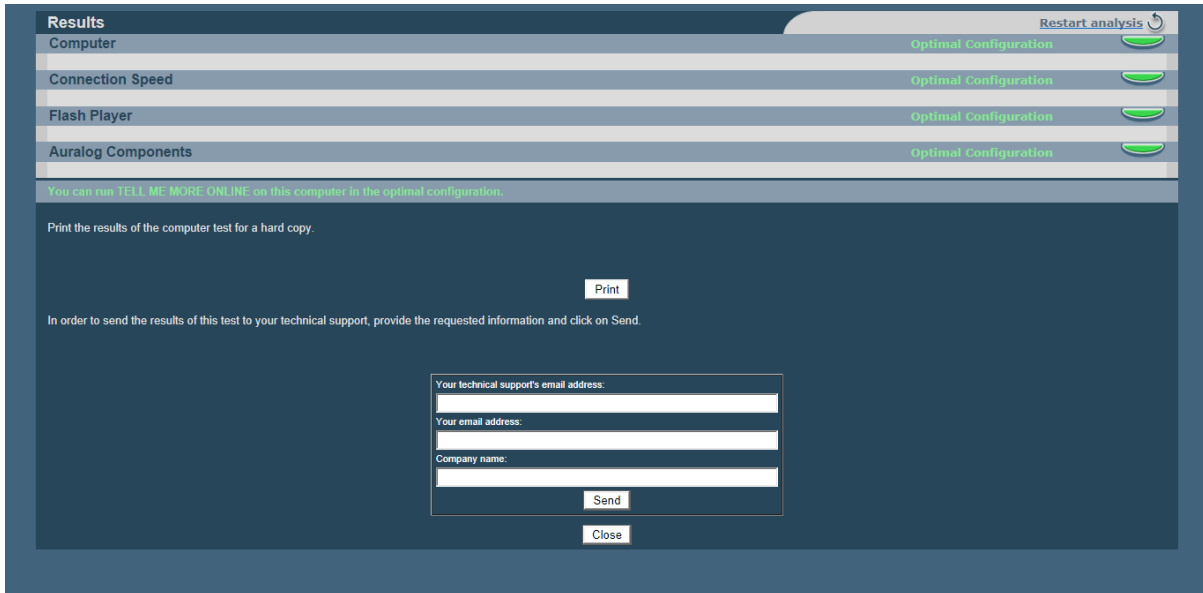 Results
Restart analysis
Computer Optimal Configuration
Connection Speed Optimal Configuration
Flash Player Optimal Configuration
Auralog Components Optimal Configuration
You can run TELL ME MORE ONLINE on this computer in the optimal configuration.
Print the results of the computer test for a hard copy.
Print
In order to send the results of this test to your technical support, provide the requested information and click on Send.
Your technical support's email address:
Your email address:
Company name:
Send
Close